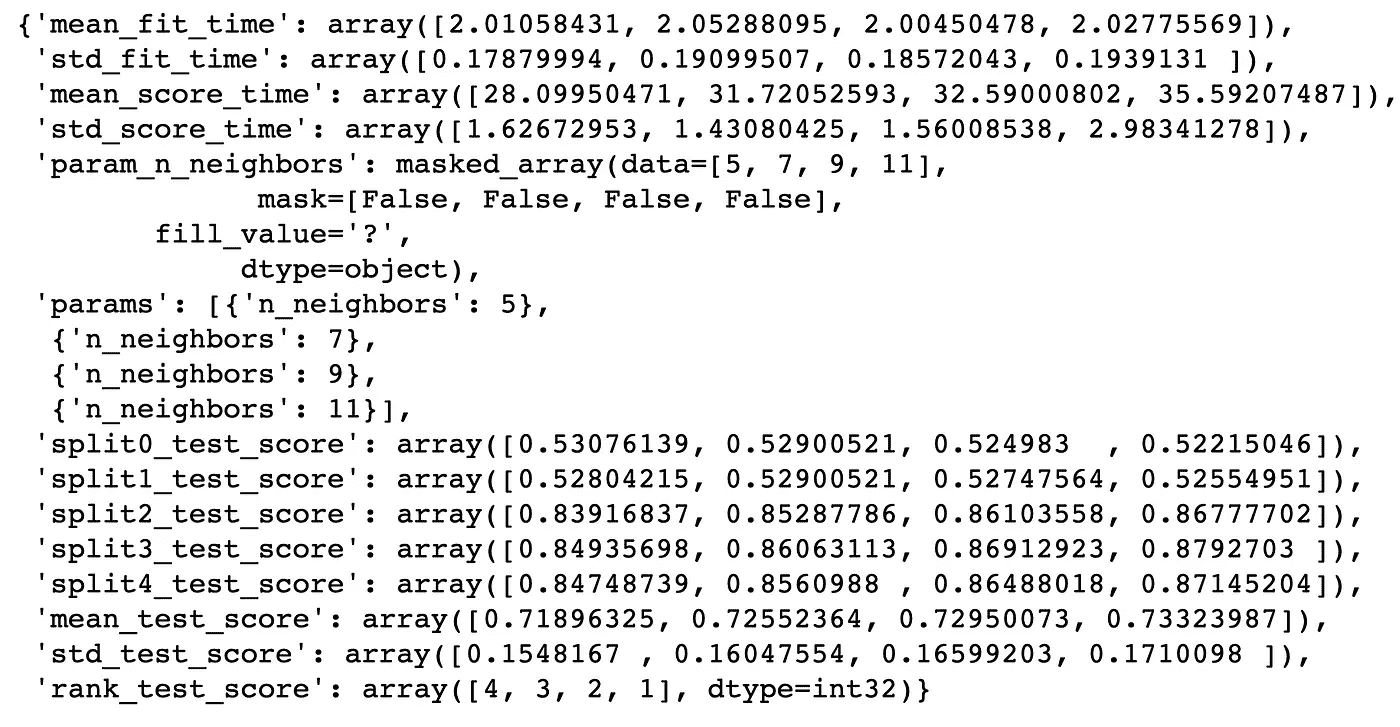 {'mean_fit_time': array([2.01058431, 2.05288095, 2.00450478, 2.02775569]),
'std_fit_time': array([0.17879994, 0.19099507, 0.18572043, 0.1939131 ]),
'mean_score_time': array([28.09950471, 31.72052593, 32.59000802, 35.59207487]),
'std_score_time': array([1.62672953, 1.43080425, 1.56008538, 2.98341278]),
'param_n_neighbors': masked_array(data=[5, 7, 9, 11],
mask=[False, False, False, False],
fill_value='?',
dtype=object),
'params': [{'n_neighbors': 5},
{'n_neighbors': 7},
{'n_neighbors': 9},
{'n_neighbors': 11}],
'split0_test_score': array([0.53076139, 0.52900521, 0.524983  , 0.52215046]),
'split1_test_score': array([0.52804215, 0.52900521, 0.52747564, 0.52554951]),
'split2_test_score': array([0.83916837, 0.85287786, 0.86103558, 0.86777702]),
'split3_test_score': array([0.84935698, 0.86063113, 0.86912923, 0.8792703 ]),
'split4_test_score': array([0.84748739, 0.8560988 , 0.86488018, 0.87145204]),
'mean_test_score': array([0.71896325, 0.72552364, 0.72950073, 0.73323987]),
'std_test_score': array([0.1548167 , 0.16047554, 0.16599203, 0.1710098 ]),
'rank_test_score': array([4, 3, 2, 1], dtype=int32)}